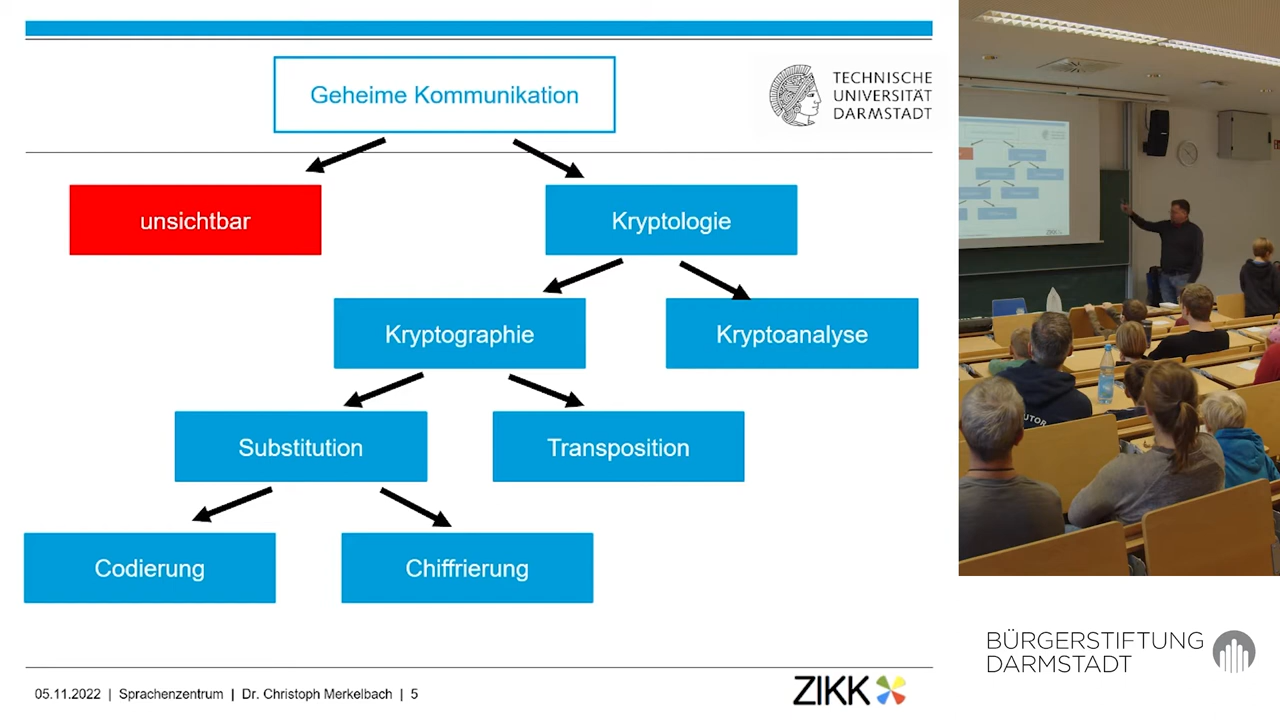 Geheime Kommunikation
TECHNISCHE
UNIVERSITÄT
DARMSTADT
unsichtbar
Kryptologie
Kryptographie
Kryptoanalyse
Substitution
Transposition
Codierung
Chiffrierung
05.11.2022 | Sprachenzentrum | Dr. Christoph Merkelbach | 5
ZIKK
UTOR
BÜRGERSTIFTUNG
DARMSTADT